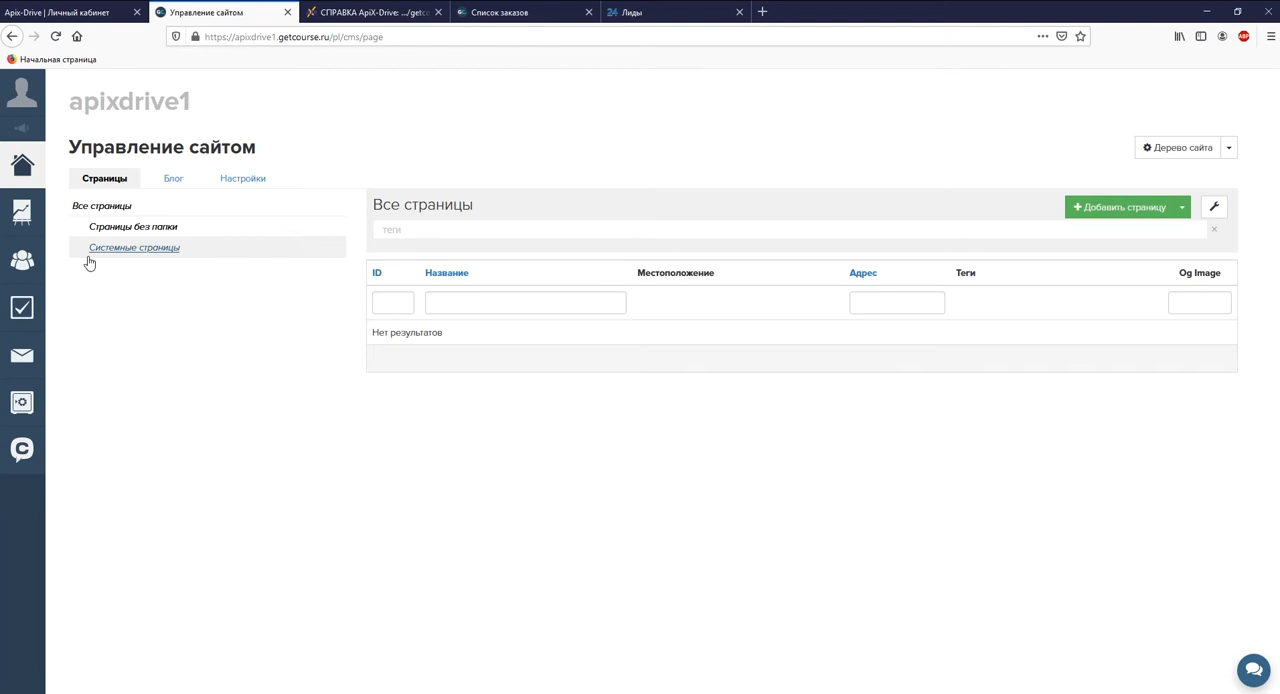 Apix-Drive | Личный кабинет
Управление сайтом
СПРАВКА ApiX-Drive: .../getc
Список заказов
24 Лиды
https://apixdrive1.getcourse.ru/pl/cms/page
ABP
Начальная страница
apixdrive1
Управление сайтом
Дерево сайта
Страницы
Блог
Настройки
Все страницы
Страницы без папки
Системные страницы
Все страницы
Добавить страницу
теги
ID
Название
Местоположение
Адрес
Теги
Og Image
Нет результатов